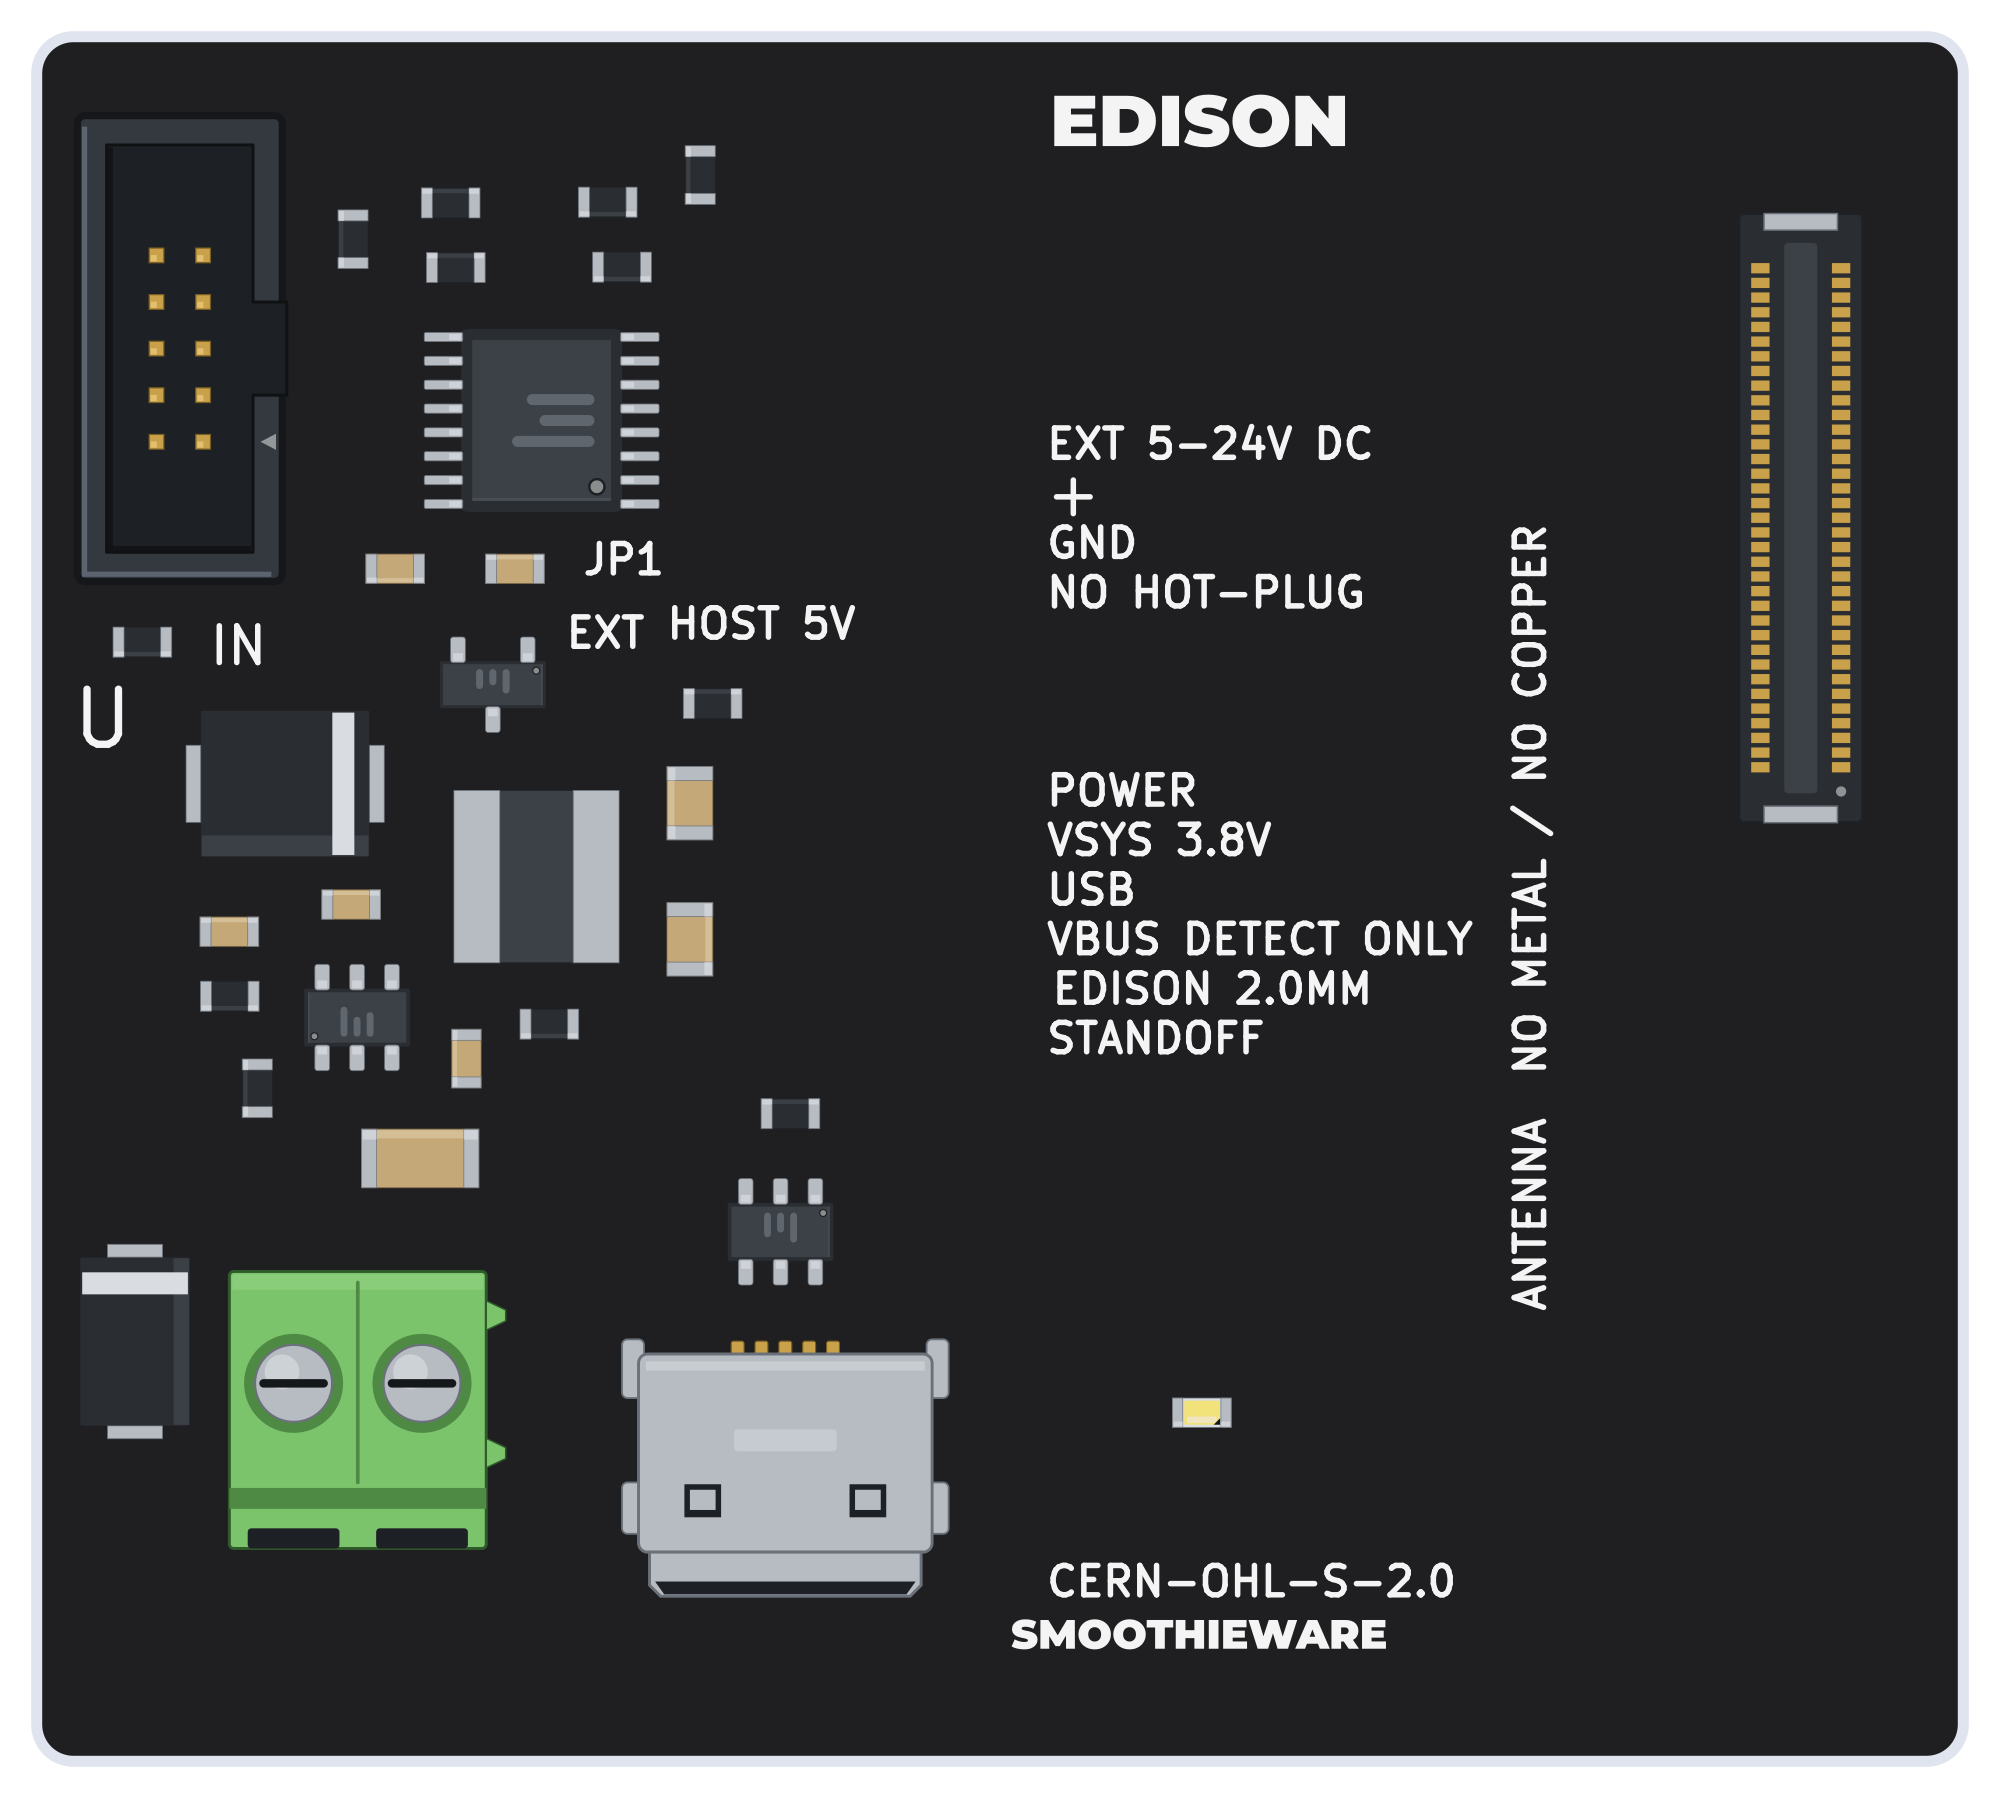 EDISON
EXT 5-24V DC
+
GND
NO HOT-PLUG
JP1
EXT
HOST 5V
IN
U
POWER
VSYS 3.8V
USB
VBUS DETECT ONLY
EDISON 2.0MM
STANDOFF
ANTENNA NO METAL / NO COPPER
CERN-OHL-S-2.0
SMOOTHIEWARE